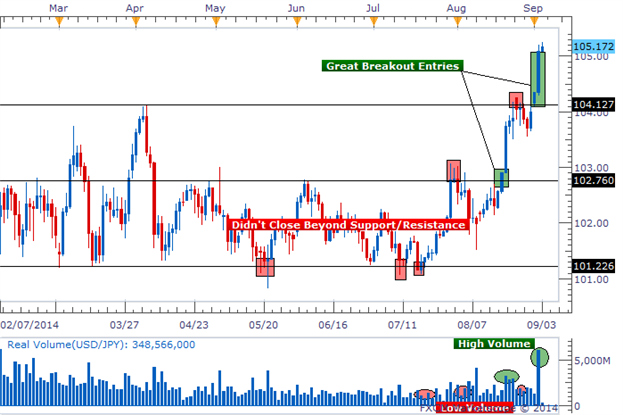 Mar Apr May Jun Jul Aug Sep
105.172
105.00
Great Breakout Entries
104.127
104.00
103.00
102.760
Didn't Close Beyond Support/Resistance
102.00
101.226
101.00
02/07/2014 03/27 04/23 05/20 06/16 07/11 08/07 09/03
Real Volume(USD/JPY): 348,566,000
High Volume
5,000M
0
Low Volume
© 2014